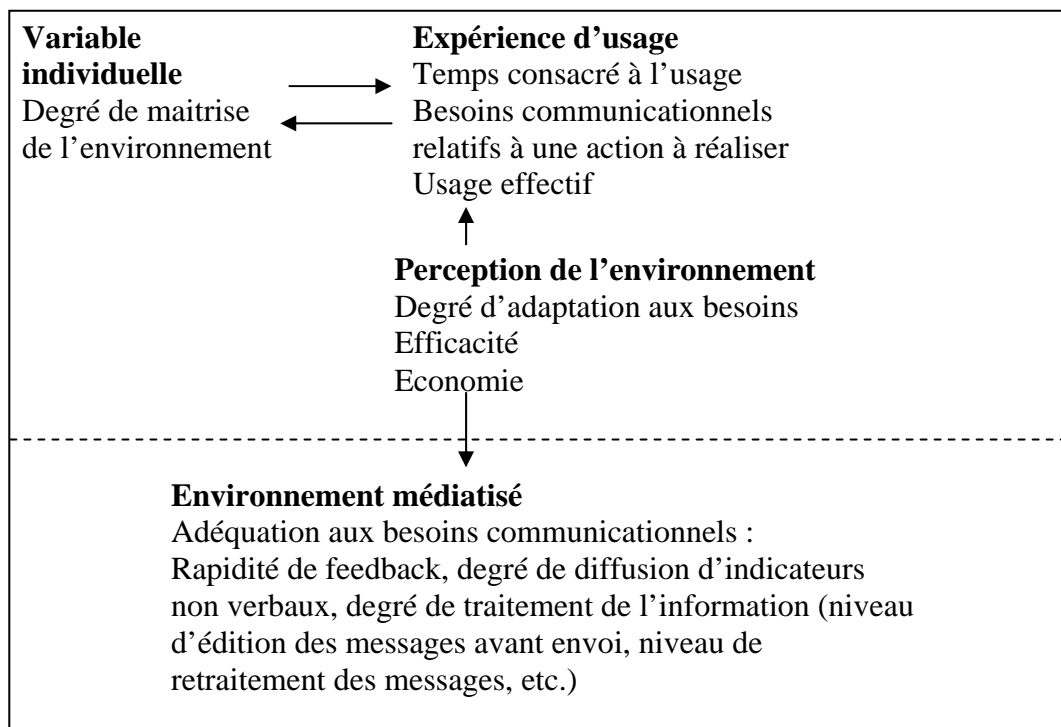 Variable
individuelle
Degré de maitrise
de l’environnement
Expérience d’usage
Temps consacré à l’usage
Besoins communicationnels
relatifs à une action à réaliser
Usage effectif
Perception de l’environnement
Degré d’adaptation aux besoins
Efficacité
Economie
Environnement médiatisé
Adéquation aux besoins communicationnels :
Rapidité de feedback, degré de diffusion d’indicateurs
non verbaux, degré de traitement de l’information (niveau
d’édition des messages avant envoi, niveau de
retraitement des messages, etc.)